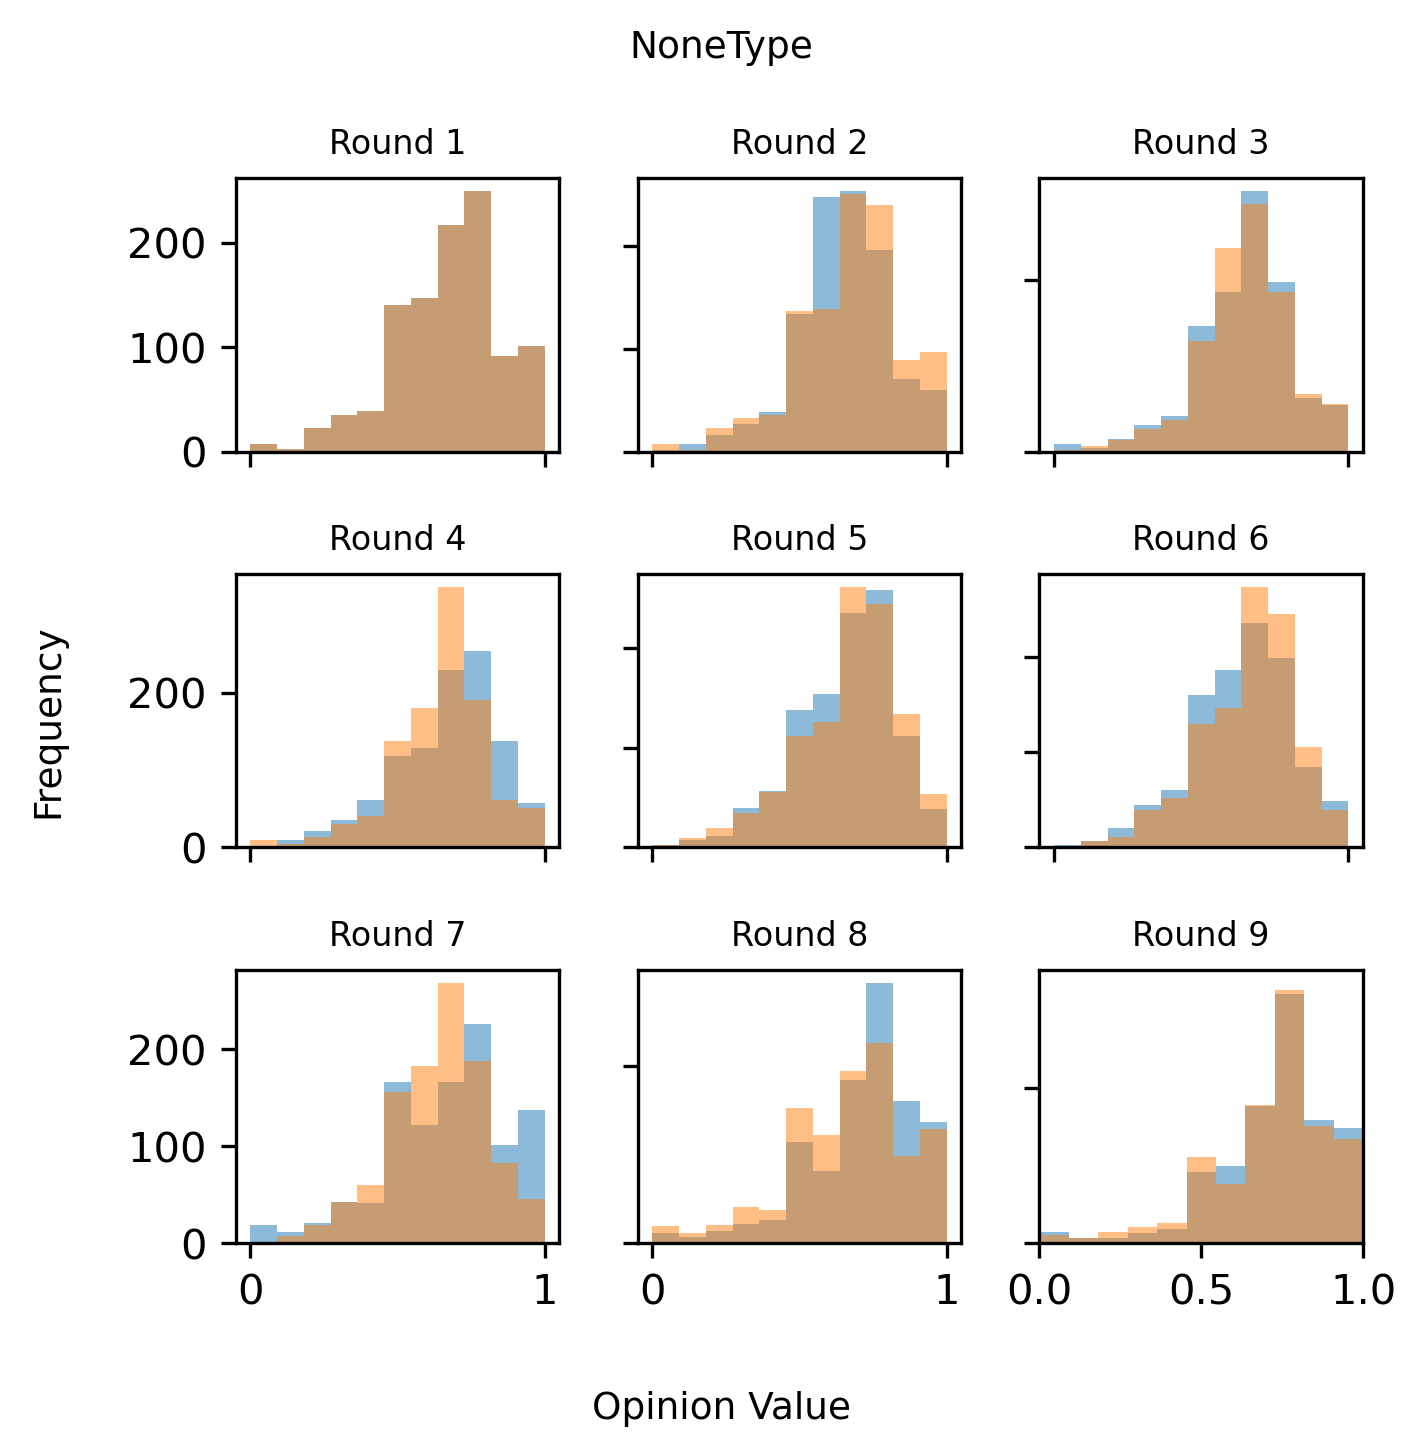 NoneType
Round 1
Round 2
Round 3
200
100
0
Round 4
Round 5
Round 6
200
0
Frequency
Round 7
Round 8
Round 9
200
100
0
0 1
0 1
0.0 0.5 1.0
Opinion Value